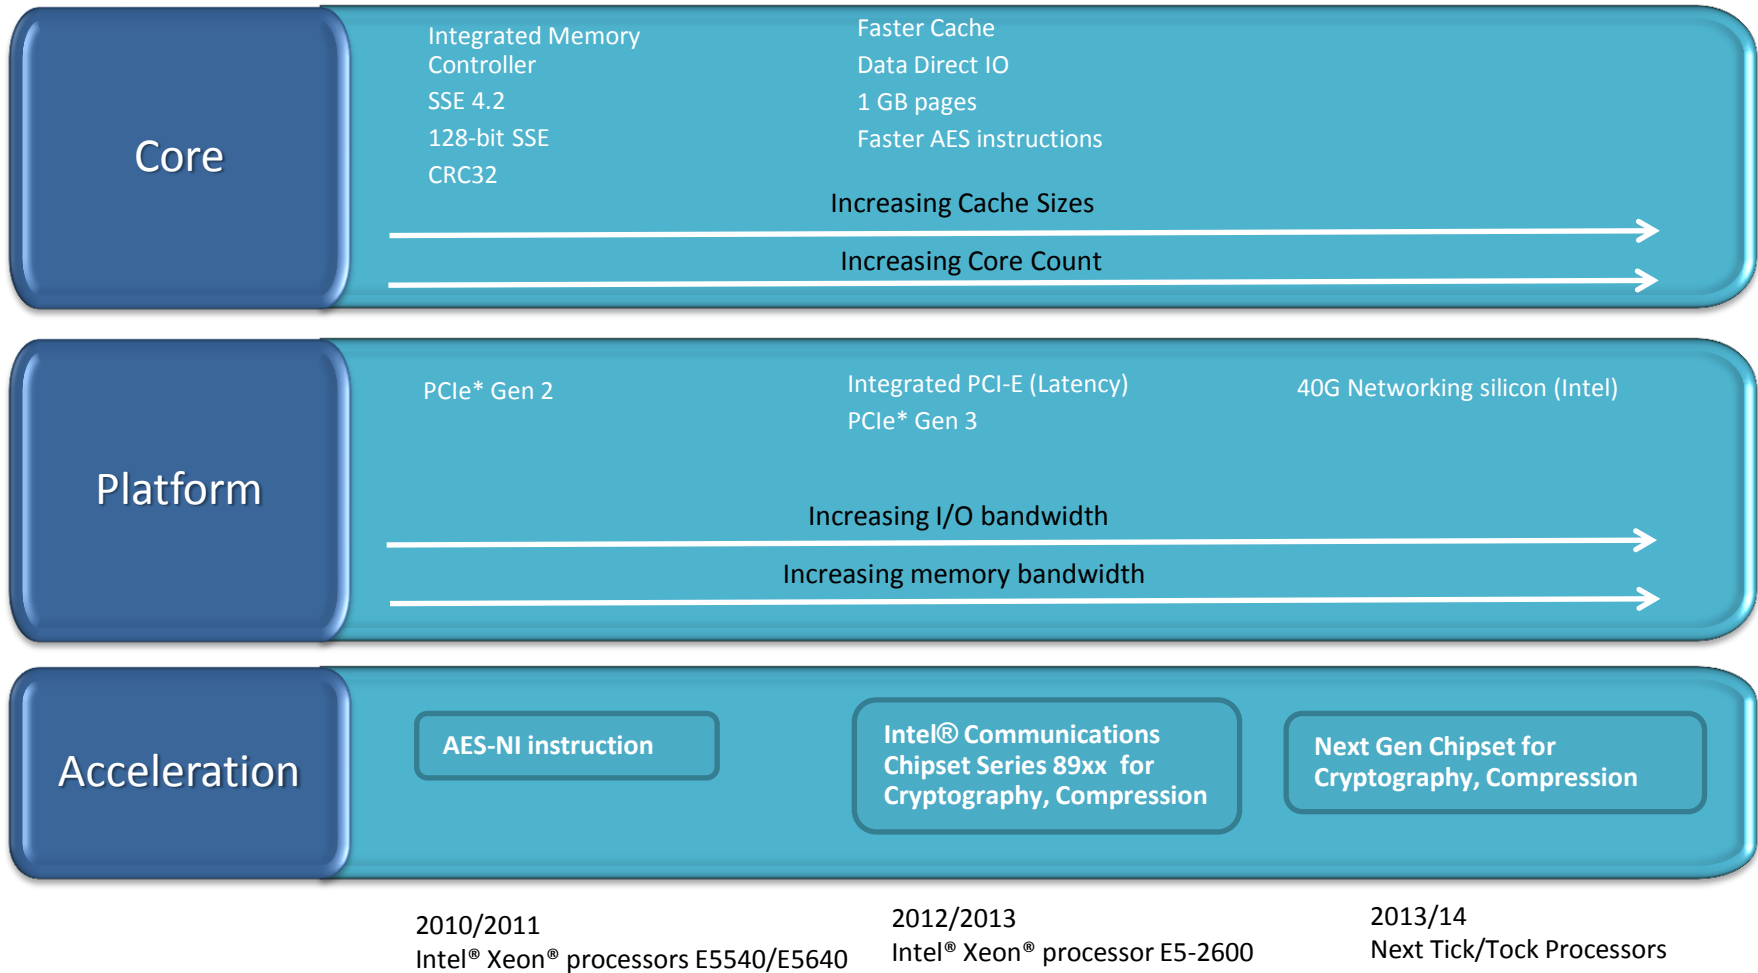 Core
Integrated Memory
Controller
SSE 4.2
128-bit SSE
CRC32
Faster Cache
Data Direct IO
1 GB pages
Faster AES instructions
Increasing Cache Sizes
Increasing Core Count
Platform
PCIe* Gen 2
Integrated PCI-E (Latency)
PCIe* Gen 3
40G Networking silicon (Intel)
Increasing I/O bandwidth
Increasing memory bandwidth
Acceleration
AES-NI instruction
Intel® Communications
Chipset Series 89xx for
Cryptography, Compression
Next Gen Chipset for
Cryptography, Compression
2010/2011
Intel® Xeon® processors E5540/E5640
2012/2013
Intel® Xeon® processor E5-2600
2013/14
Next Tick/Tock Processors